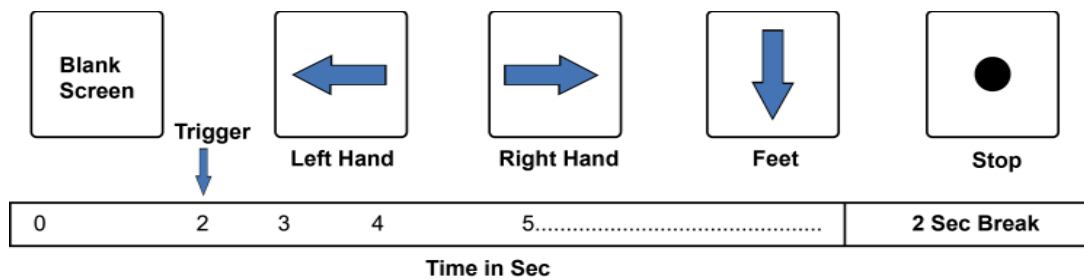 Blank
Screen
Trigger
Left Hand
Right Hand
Feet
Stop
0 2 3 4 5.............................................. 2 Sec Break
Time in Sec